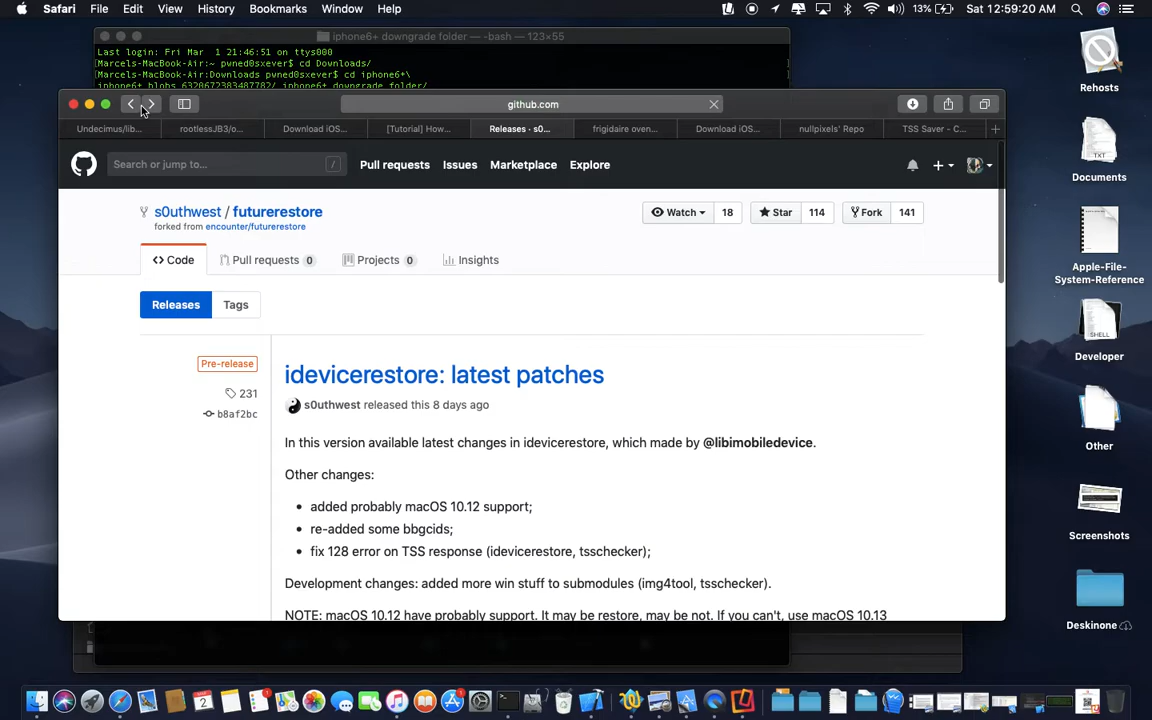 Safari File Edit View History Bookmarks Window Help 13% Sat 12:59:20 AM
iphone6+ downgrade folder — -bash — 123×55
Last login: Fri Mar 1 21:46:51 on ttys000
[Marcels-MacBook-Air:~ pwned0sxever$ cd Downloads/
[Marcels-MacBook-Air:Downloads pwned0sxever$ cd iphone6+\
iphone6+ blobs 6320672383487782/ iphone6+ downgrade folder/
github.com
Undecimus/lib... rootlessJB3/o... Download iOS... [Tutorial] How... Releases · s0... frigidaire oven... Download iOS... nullpixels' Repo TSS Saver - C...
Search or jump to... / Pull requests Issues Marketplace Explore
s0uthwest / futurerestore Watch 18 Star 114 Fork 141
forked from encounter/futurerestore
Code Pull requests 0 Projects 0 Insights
Releases Tags
Pre-release
231
b8af2bc
idevicerestore: latest patches
s0uthwest released this 8 days ago
In this version available latest changes in idevicerestore, which made by @libimobiledevice.
Other changes:
• added probably macOS 10.12 support;
• re-added some bbgcids;
• fix 128 error on TSS response (idevicerestore, tsschecker);
Development changes: added more win stuff to submodules (img4tool, tsschecker).
NOTE: macOS 10.12 have probably support. It may be restore, may be not. If you can't, use macOS 10.13
Rehosts
TXT
Documents
Apple-File-
System-Reference
SHELL
Developer
Other
Screenshots
Deskinone
2